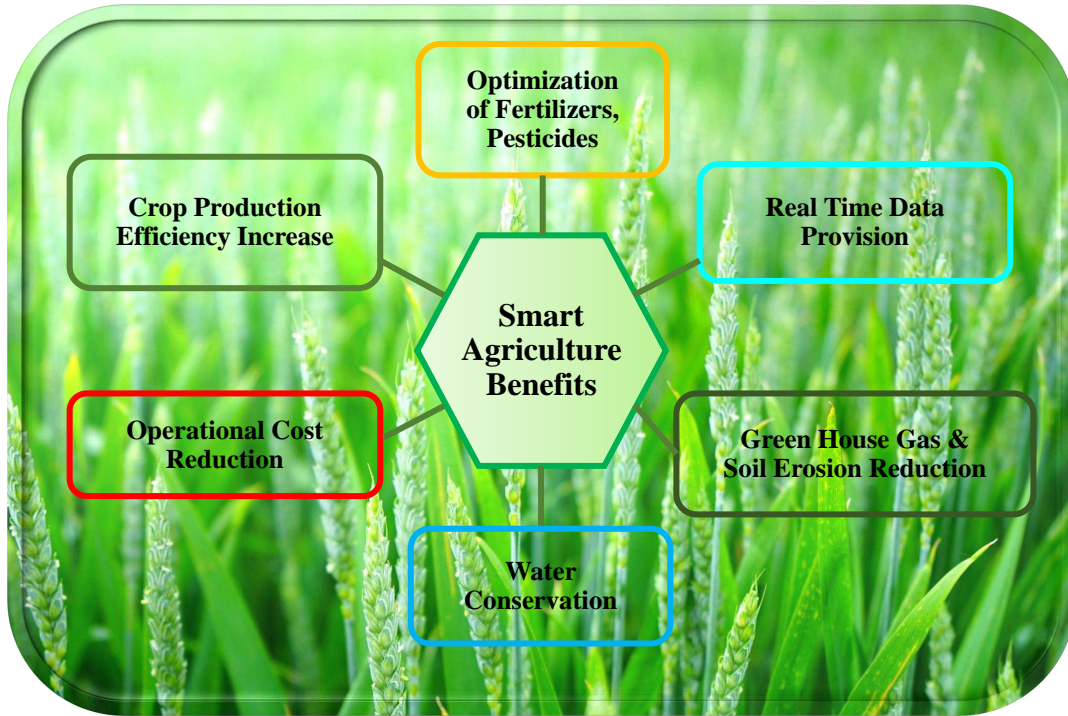 Optimization
of Fertilizers,
Pesticides
Crop Production
Efficiency Increase
Real Time Data
Provision
Smart
Agriculture
Benefits
Operational Cost
Reduction
Green House Gas &
Soil Erosion Reduction
Water
Conservation